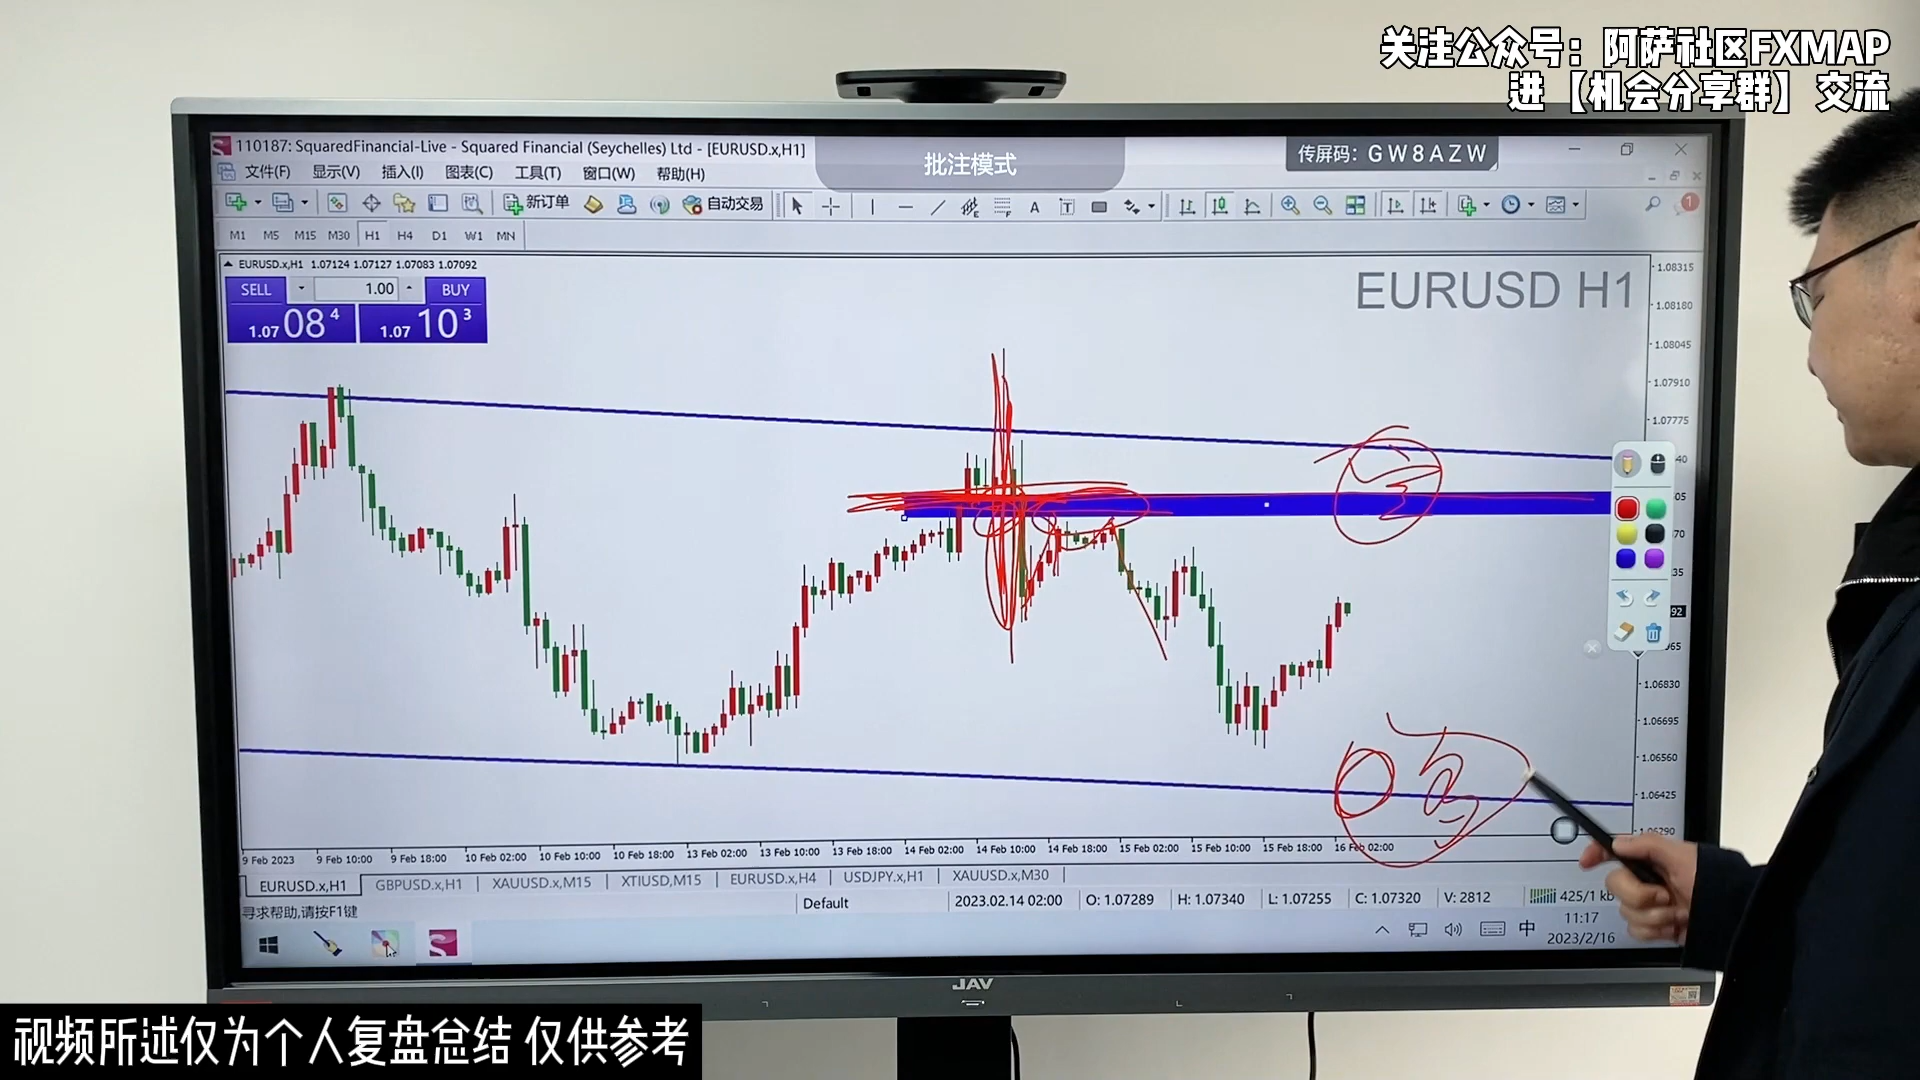 关注公众号：阿萨社区FXMAP
进【机会分享群】 交流
110187: SquaredFinancial-Live - Squared Financial (Seychelles) Ltd - [EURUSD.x,H1]
批注模式
传屏码：GW8AZW
文件(F) 显示(V) 插入(I) 图表(C) 工具(T) 窗口(W) 帮助(H)
新订单 自动交易
M1 M5 M15 M30 H1 H4 D1 W1 MN
EURUSD.x,H1 1.07124 1.07127 1.07083 1.07092
SELL 1.00 BUY
1.07 08 4 1.07 10 3
EURUSD H1
1.08315
1.08180
1.08045
1.07910
1.07775
40
05
70
35
92
65
1.06830
1.06695
1.06560
1.06425
1.06290
9 Feb 2023 9 Feb 10:00 9 Feb 18:00 10 Feb 02:00 10 Feb 10:00 10 Feb 18:00 13 Feb 02:00 13 Feb 10:00 13 Feb 18:00 14 Feb 02:00 14 Feb 10:00 14 Feb 18:00 15 Feb 02:00 15 Feb 10:00 15 Feb 18:00 16 Feb 02:00
EURUSD.x,H1 GBPUSD.x,H1 XAUUSD.x,M15 XTIUSD,M15 EURUSD.x,H4 USDJPY.x,H1 XAUUSD.x,M30
寻求帮助,请按F1键 Default 2023.02.14 02:00 O: 1.07289 H: 1.07340 L: 1.07255 C: 1.07320 V: 2812 425/1 kb
中 11:17
2023/2/16
JAV
视频所述仅为个人复盘总结 仅供参考